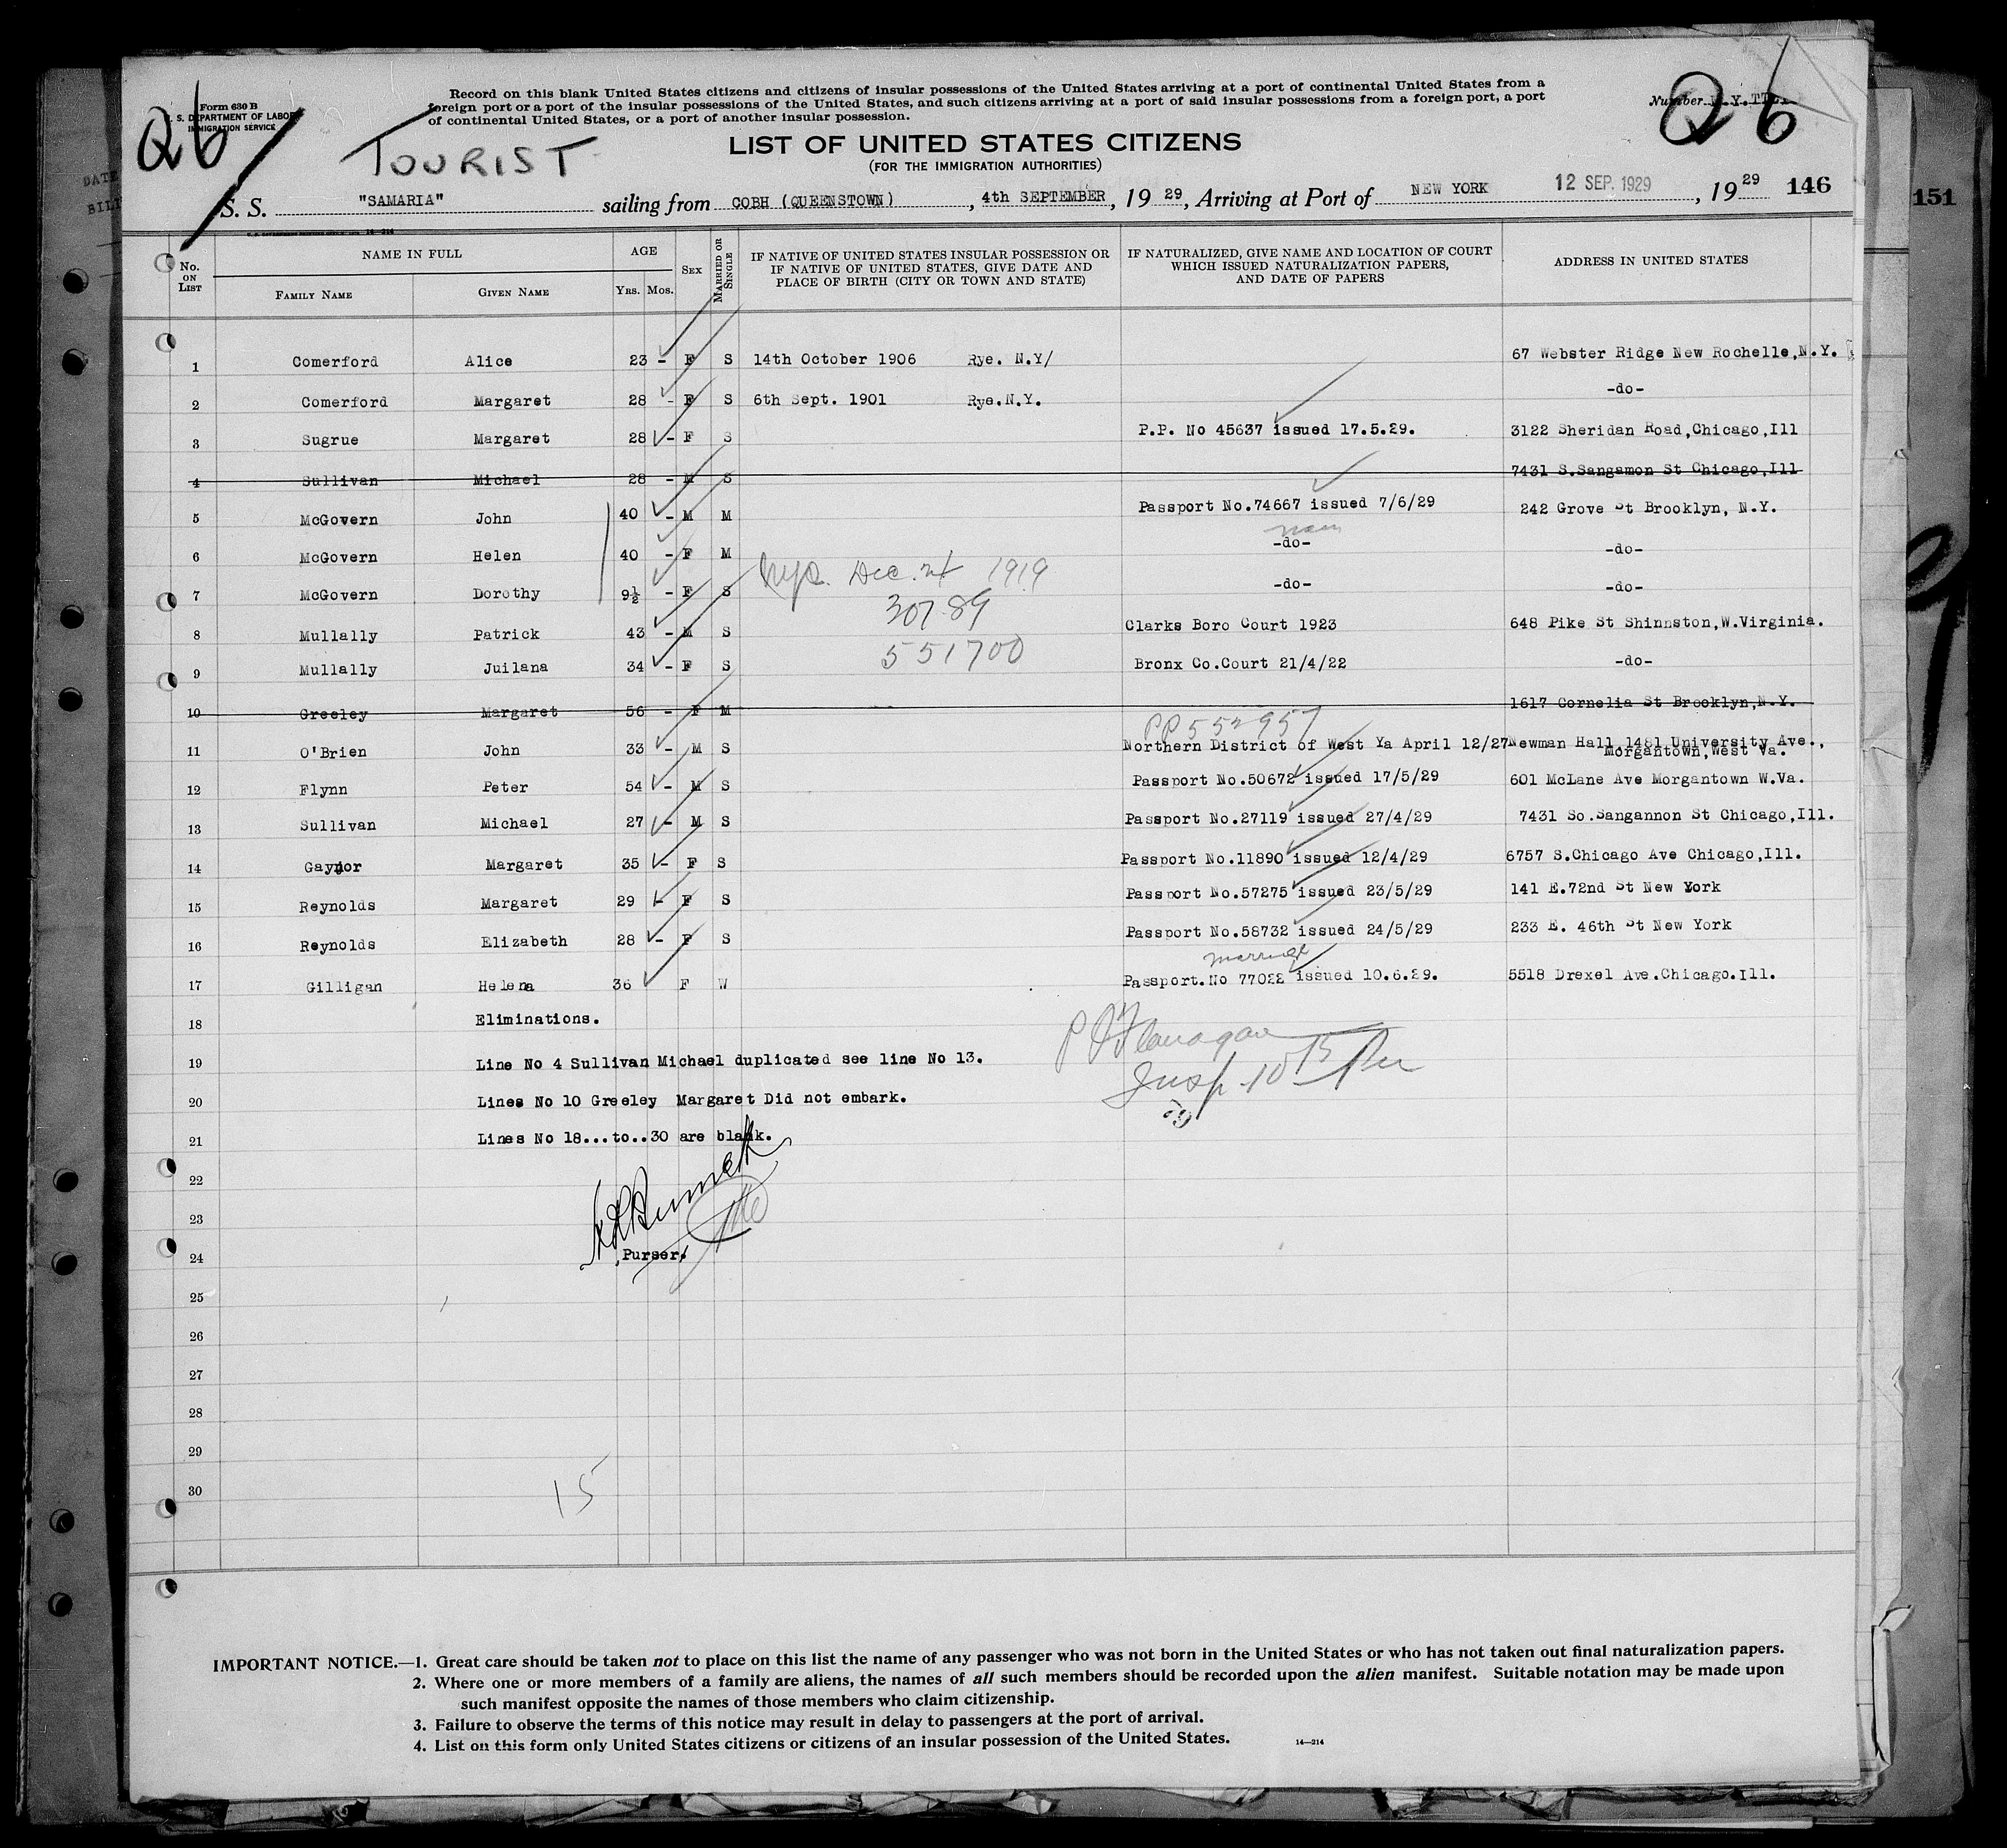 Form 630 B
U. S. DEPARTMENT OF LABOR
IMMIGRATION SERVICE
26
TOURIST
Record on this blank United States citizens and citizens of insular possessions of the United States arriving at a port of continental United States from a
foreign port or a port of the insular possessions of the United States, and such citizens arriving at a port of said insular possessions from a foreign port, a port
of continental United States, or a port of another insular possession.
Number
26
LIST OF UNITED STATES CITIZENS
(FOR THE IMMIGRATION AUTHORITIES)
S. S. "SAMARIA" sailing from COBH (QUEENSTOWN), 4th SEPTEMBER, 19 29, Arriving at Port of NEW YORK 12 SEP. 1929, 19 29 146
151
No. ON LIST
NAME IN FULL
FAMILY NAME GIVEN NAME
AGE
YRS. MOS.
SEX
MARRIED OR SINGLE
IF NATIVE OF UNITED STATES INSULAR POSSESSION OR
IF NATIVE OF UNITED STATES, GIVE DATE AND
PLACE OF BIRTH (CITY OR TOWN AND STATE)
IF NATURALIZED, GIVE NAME AND LOCATION OF COURT
WHICH ISSUED NATURALIZATION PAPERS,
AND DATE OF PAPERS
ADDRESS IN UNITED STATES
1 Comerford Alice 23 - F S 14th October 1906 Rye. N.Y/ 67 Webster Ridge New Rochelle,N.Y.
2 Comerford Margaret 28 - F S 6th Sept. 1901 Rye.N.Y. -do-
3 Sugrue Margaret 28 - F S P.P. No 45637 issued 17.5.29. 3122 Sheridan Road,Chicago,Ill
4 Sullivan Michael 28 - M S 7431 S.Sangamon St Chicago,Ill
5 McGovern John 40 - M M Passport No.74667 issued 7/6/29 242 Grove St Brooklyn, N.Y.
6 McGovern Helen 40 - F M -do- -do-
7 McGovern Dorothy 9½ - F S Dec. 24 1919 -do- -do-
30789
8 Mullally Patrick 43 - M S Clarks Boro Court 1923 648 Pike St Shinnston,W.Virginia.
9 Mullally Juilana 34 - F S 551700 Bronx Co.Court 21/4/22 -do-
10 Greeley Margaret 56 - F M 1617 Cornelia St Brooklyn,N.Y.
PP 552957
11 O'Brien John 33 - M S Northern District of West Va April 12/27 Newman Hall 1481 University Ave.,
Morgantown,West Va.
12 Flynn Peter 54 - M S Passport No.50672 issued 17/5/29 601 McLane Ave Morgantown W.Va.
13 Sullivan Michael 27 - M S Passport No.27119 issued 27/4/29 7431 So.Sangannon St Chicago,Ill.
14 Gaynor Margaret 35 - F S Passport No.11890 issued 12/4/29 6757 S.Chicago Ave Chicago,Ill.
15 Reynolds Margaret 29 - F S Passport No.57275 issued 23/5/29 141 E.72nd St New York
16 Reynolds Elizabeth 28 - F S Passport No.58732 issued 24/5/29 233 E. 46th St New York
married
17 Gilligan Helena 36 F W Passport.No 77022 issued 10.6.29. 5518 Drexel Ave.Chicago.Ill.
18 Eliminations.
19 Line No 4 Sullivan Michael duplicated see line No 13.
20 Lines No 10 Greeley Margaret Did not embark.
21 Lines No 18...to..30 are blank.
22
23
24 Purser.
25
26
27
28
29
30
15
IMPORTANT NOTICE.—1. Great care should be taken not to place on this list the name of any passenger who was not born in the United States or who has not taken out final naturalization papers.
2. Where one or more members of a family are aliens, the names of all such members should be recorded upon the alien manifest. Suitable notation may be made upon
such manifest opposite the names of those members who claim citizenship.
3. Failure to observe the terms of this notice may result in delay to passengers at the port of arrival.
4. List on this form only United States citizens or citizens of an insular possession of the United States.
14—214